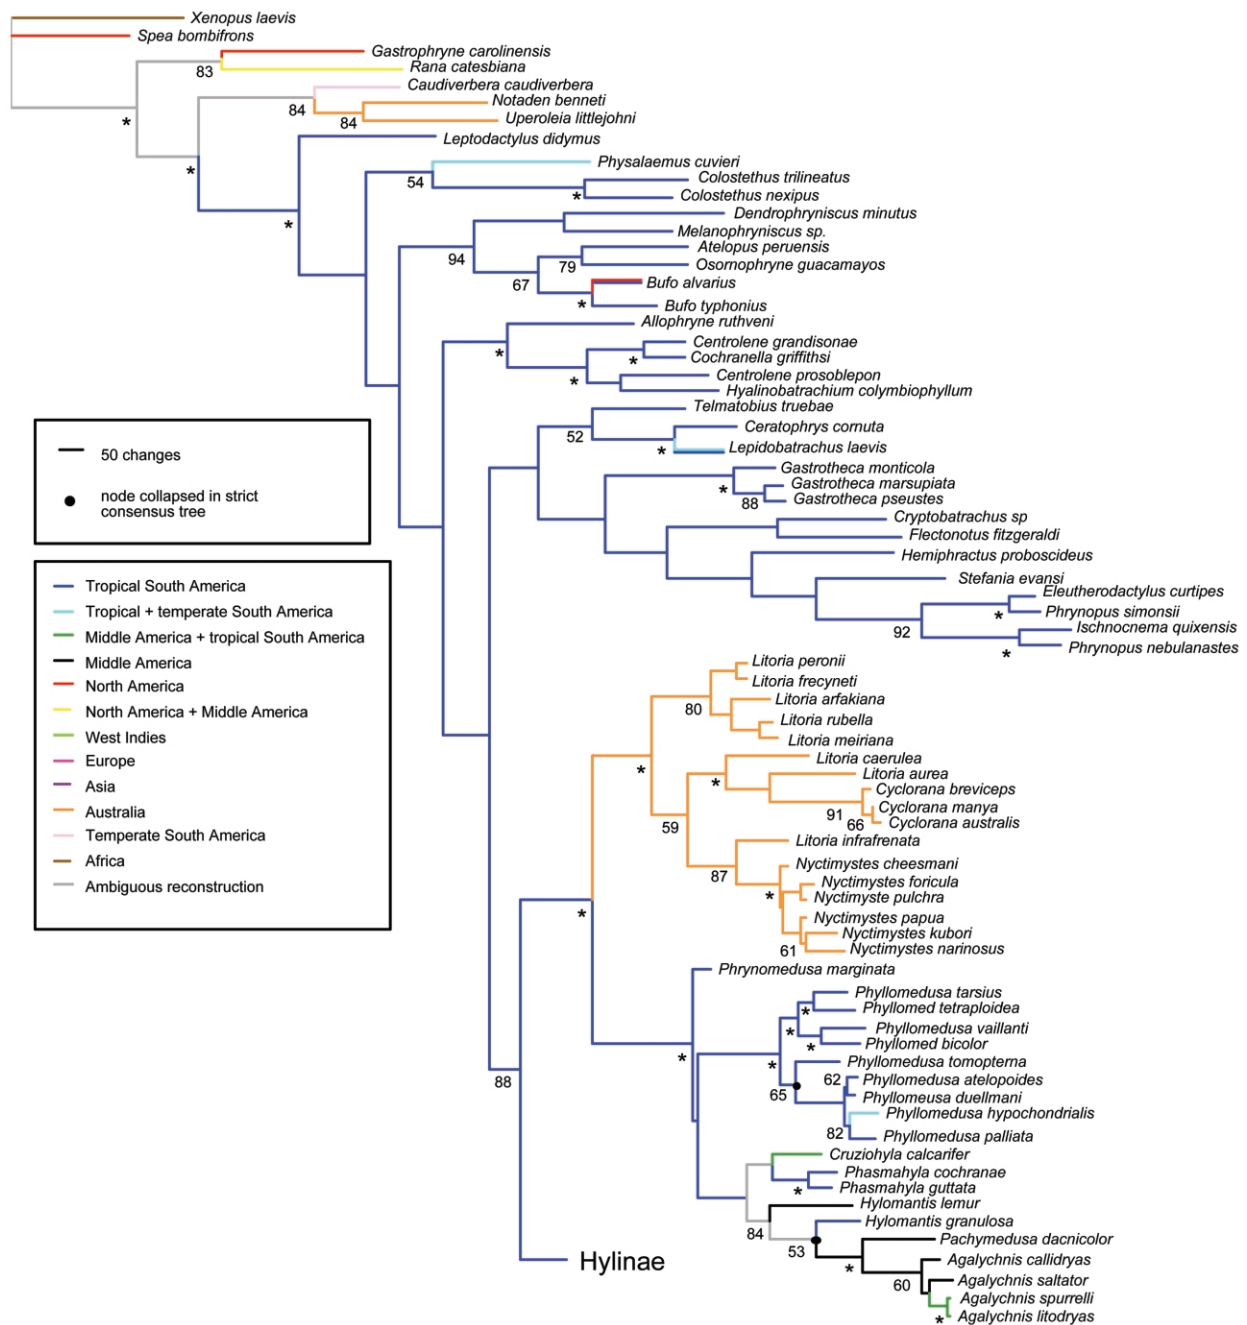 Xenopus laevis
Spea bombifrons
Gastrophryne carolinensis
83
Rana catesbiana
Caudiverbera caudiverbera
84
Notaden benneti
84
Uperoleia littlejohni
*
Leptodactylus didymus
*
Physalaemus cuvieri
54
Colostethus trilineatus
*
Colostethus nexipus
*
Dendrophryniscus minutus
Melanophryniscus sp.
94
Atelopus peruensis
79
Osornophryne guacamayos
67
Bufo alvarius
*
Bufo typhonius
Allophryne ruthveni
*
Centrolene grandisonae
*
Cochranella griffithsi
*
Centrolene prosoblepon
Hyalinobatrachium colymbiophyllum
Telmatobius truebae
52
Ceratophrys cornuta
*
Lepidobatrachus laevis
50 changes
node collapsed in strict
consensus tree
Gastrotheca monticola
*
Gastrotheca marsupiata
88
Gastrotheca pseustes
Cryptobatrachus sp
Flectonotus fitzgeraldi
Hemiphractus proboscideus
Stefania evansi
Eleutherodactylus curtipes
*
Phrynopus simonsii
92
Ischnocnema quixensis
*
Phrynopus nebulanastes
Tropical South America
Tropical + temperate South America
Middle America + tropical South America
Middle America
North America
North America + Middle America
West Indies
Europe
Asia
Australia
Temperate South America
Africa
Ambiguous reconstruction
Litoria peronii
Litoria frecyneti
80
Litoria arfakiana
Litoria rubella
Litoria meiriana
*
Litoria caerulea
*
Litoria aurea
Cyclorana breviceps
91
Cyclorana manya
66
Cyclorana australis
59
Litoria infrafrenata
87
Nyctimystes cheesmani
*
Nyctimystes foricula
Nyctimyste pulchra
*
Nyctimystes papua
Nyctimystes kubori
61
Nyctimystes narinosus
Phrynomedusa marginata
Phyllomedusa tarsius
*
Phyllomed tetraploidea
*
Phyllomedusa vaillanti
*
Phyllomed bicolor
*
*
Phyllomedusa tomopterna
88
65
62
Phyllomedusa atelopoides
Phyllomeusa duellmani
Phyllomedusa hypochondrialis
82
Phyllomedusa palliata
Cruziohyla calcarifer
Phasmahyla cochranae
*
Phasmahyla guttata
Hylomantis lemur
84
Hylomantis granulosa
53
Pachymedusa dacnicolor
*
Hylinae
Agalychnis callidryas
60
Agalychnis saltator
Agalychnis spurrelli
*
Agalychnis litodryas